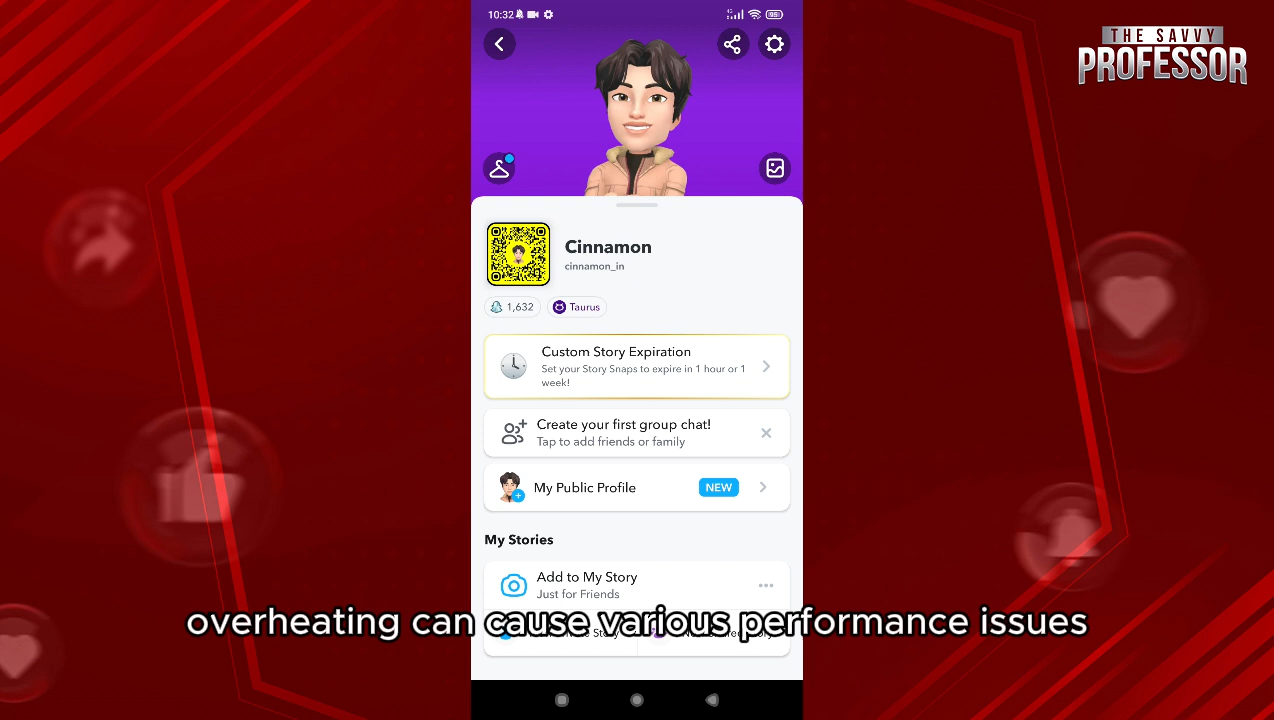 10:32
4G
95
THE SAVVY
PROFESSOR
Cinnamon
cinnamon_in
1,632
Taurus
Custom Story Expiration
Set your Story Snaps to expire in 1 hour or 1
week!
Create your first group chat!
Tap to add friends or family
My Public Profile
NEW
My Stories
Add to My Story
Just for Friends
overheating can cause various performance issues